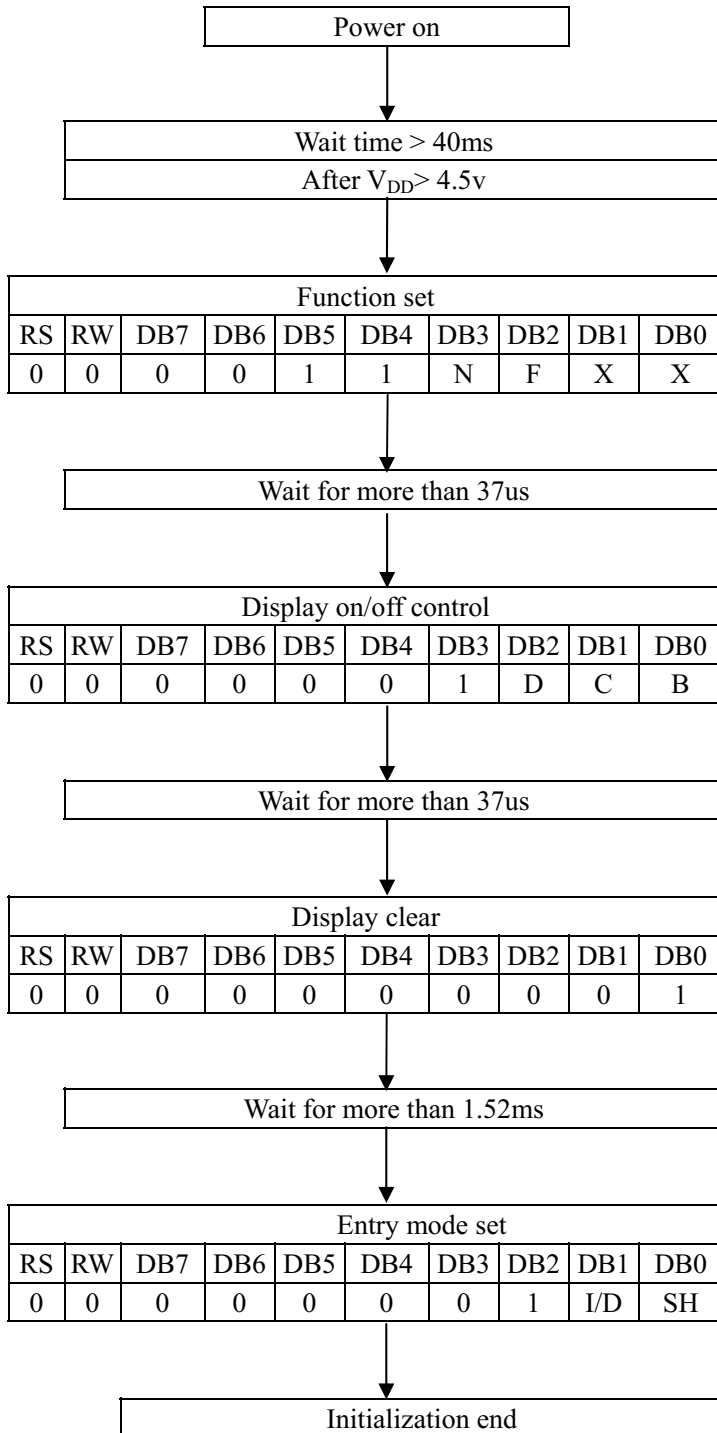 Power on
Wait time > 40ms
After VDD> 4.5v
Function set
RS RW DB7 DB6 DB5 DB4 DB3 DB2 DB1 DB0
0 0 0 0 1 1 N F X X
Wait for more than 37us
Display on/off control
RS RW DB7 DB6 DB5 DB4 DB3 DB2 DB1 DB0
0 0 0 0 0 0 1 D C B
Wait for more than 37us
Display clear
RS RW DB7 DB6 DB5 DB4 DB3 DB2 DB1 DB0
0 0 0 0 0 0 0 0 0 1
Wait for more than 1.52ms
Entry mode set
RS RW DB7 DB6 DB5 DB4 DB3 DB2 DB1 DB0
0 0 0 0 0 0 0 1 I/D SH
Initialization end